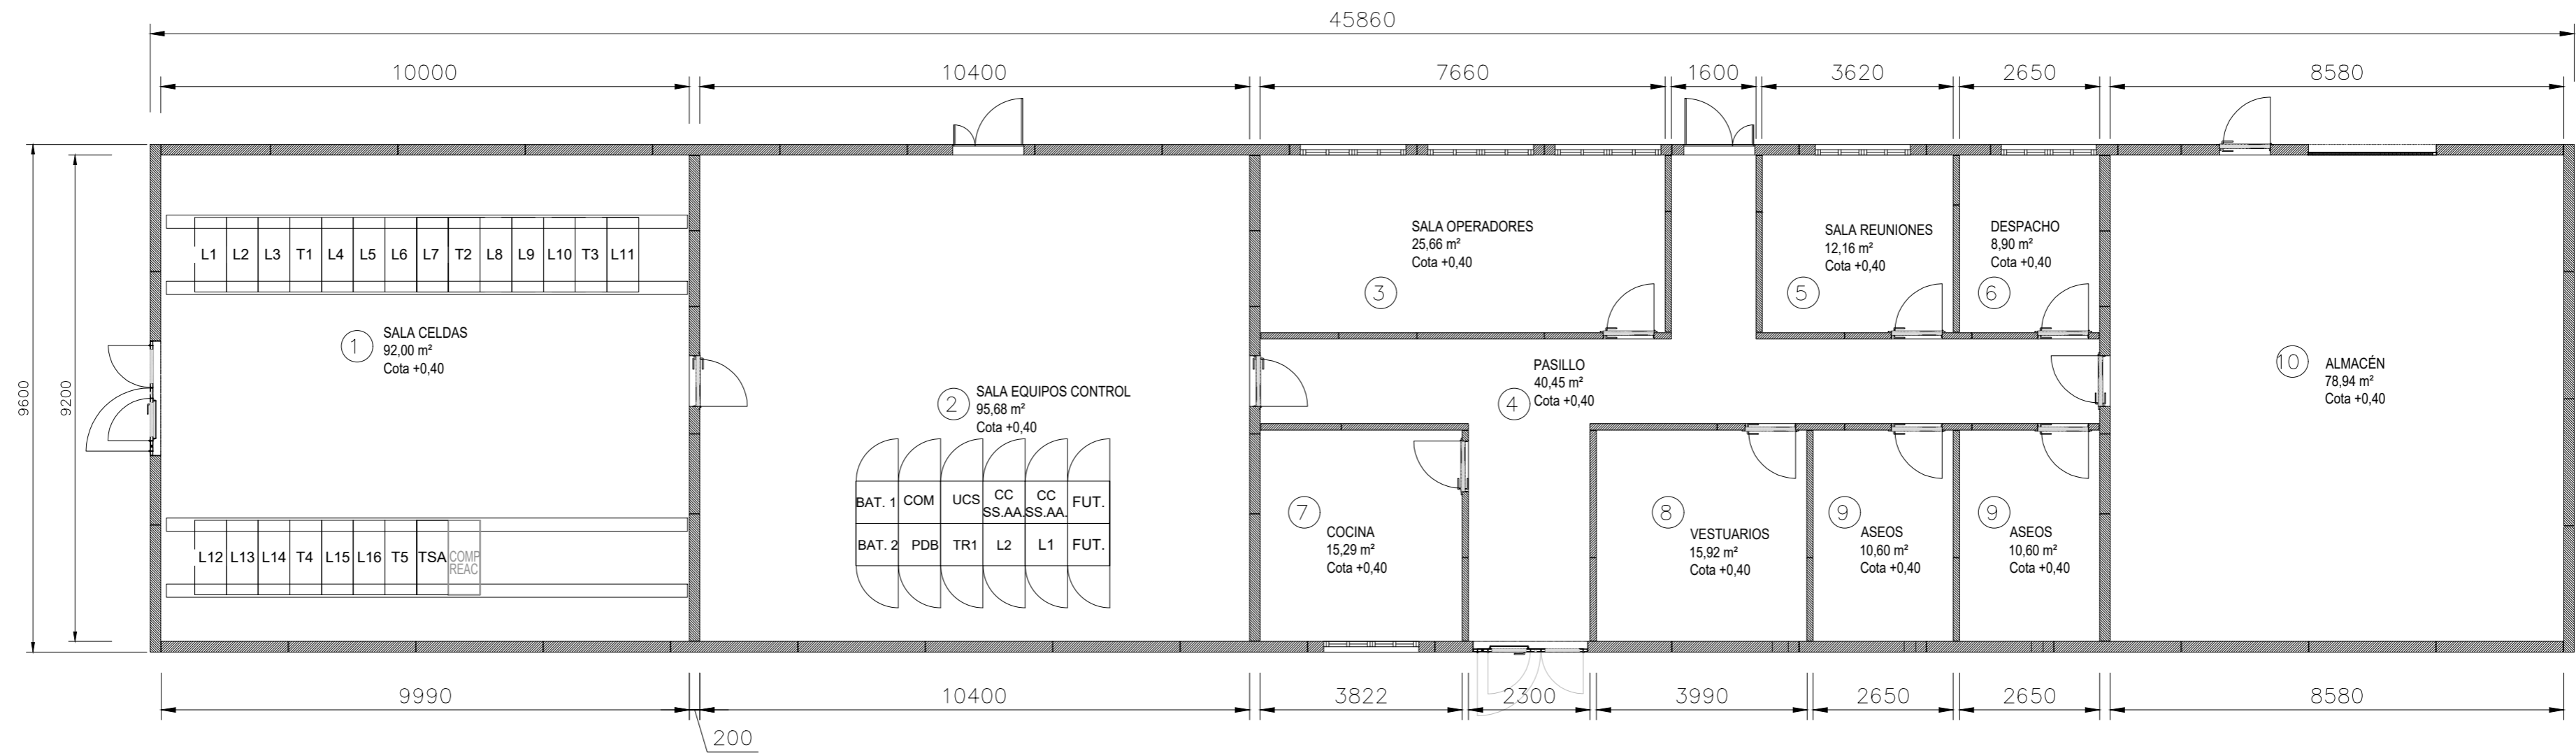 45860
10000
10400
7660
1600
3620
2650
8580
9600
9200
L1 L2 L3 T1 L4 L5 L6 L7 T2 L8 L9 L10 T3 L11
1
SALA CELDAS
92,00 m²
Cota +0,40
L12 L13 L14 T4 L15 L16 T5 TSA COMP
REAC
2
SALA EQUIPOS CONTROL
95,68 m²
Cota +0,40
BAT. 1 COM UCS CC
SS.AA. CC
SS.AA. FUT.
BAT. 2 PDB TR1 L2 L1 FUT.
SALA OPERADORES
25,66 m²
Cota +0,40
3
PASILLO
40,45 m²
Cota +0,40
4
SALA REUNIONES
12,16 m²
Cota +0,40
5
DESPACHO
8,90 m²
Cota +0,40
6
7
COCINA
15,29 m²
Cota +0,40
8
VESTUARIOS
15,92 m²
Cota +0,40
9
ASEOS
10,60 m²
Cota +0,40
9
ASEOS
10,60 m²
Cota +0,40
10
ALMACÉN
78,94 m²
Cota +0,40
9990
10400
3822
2300
3990
2650
2650
8580
200